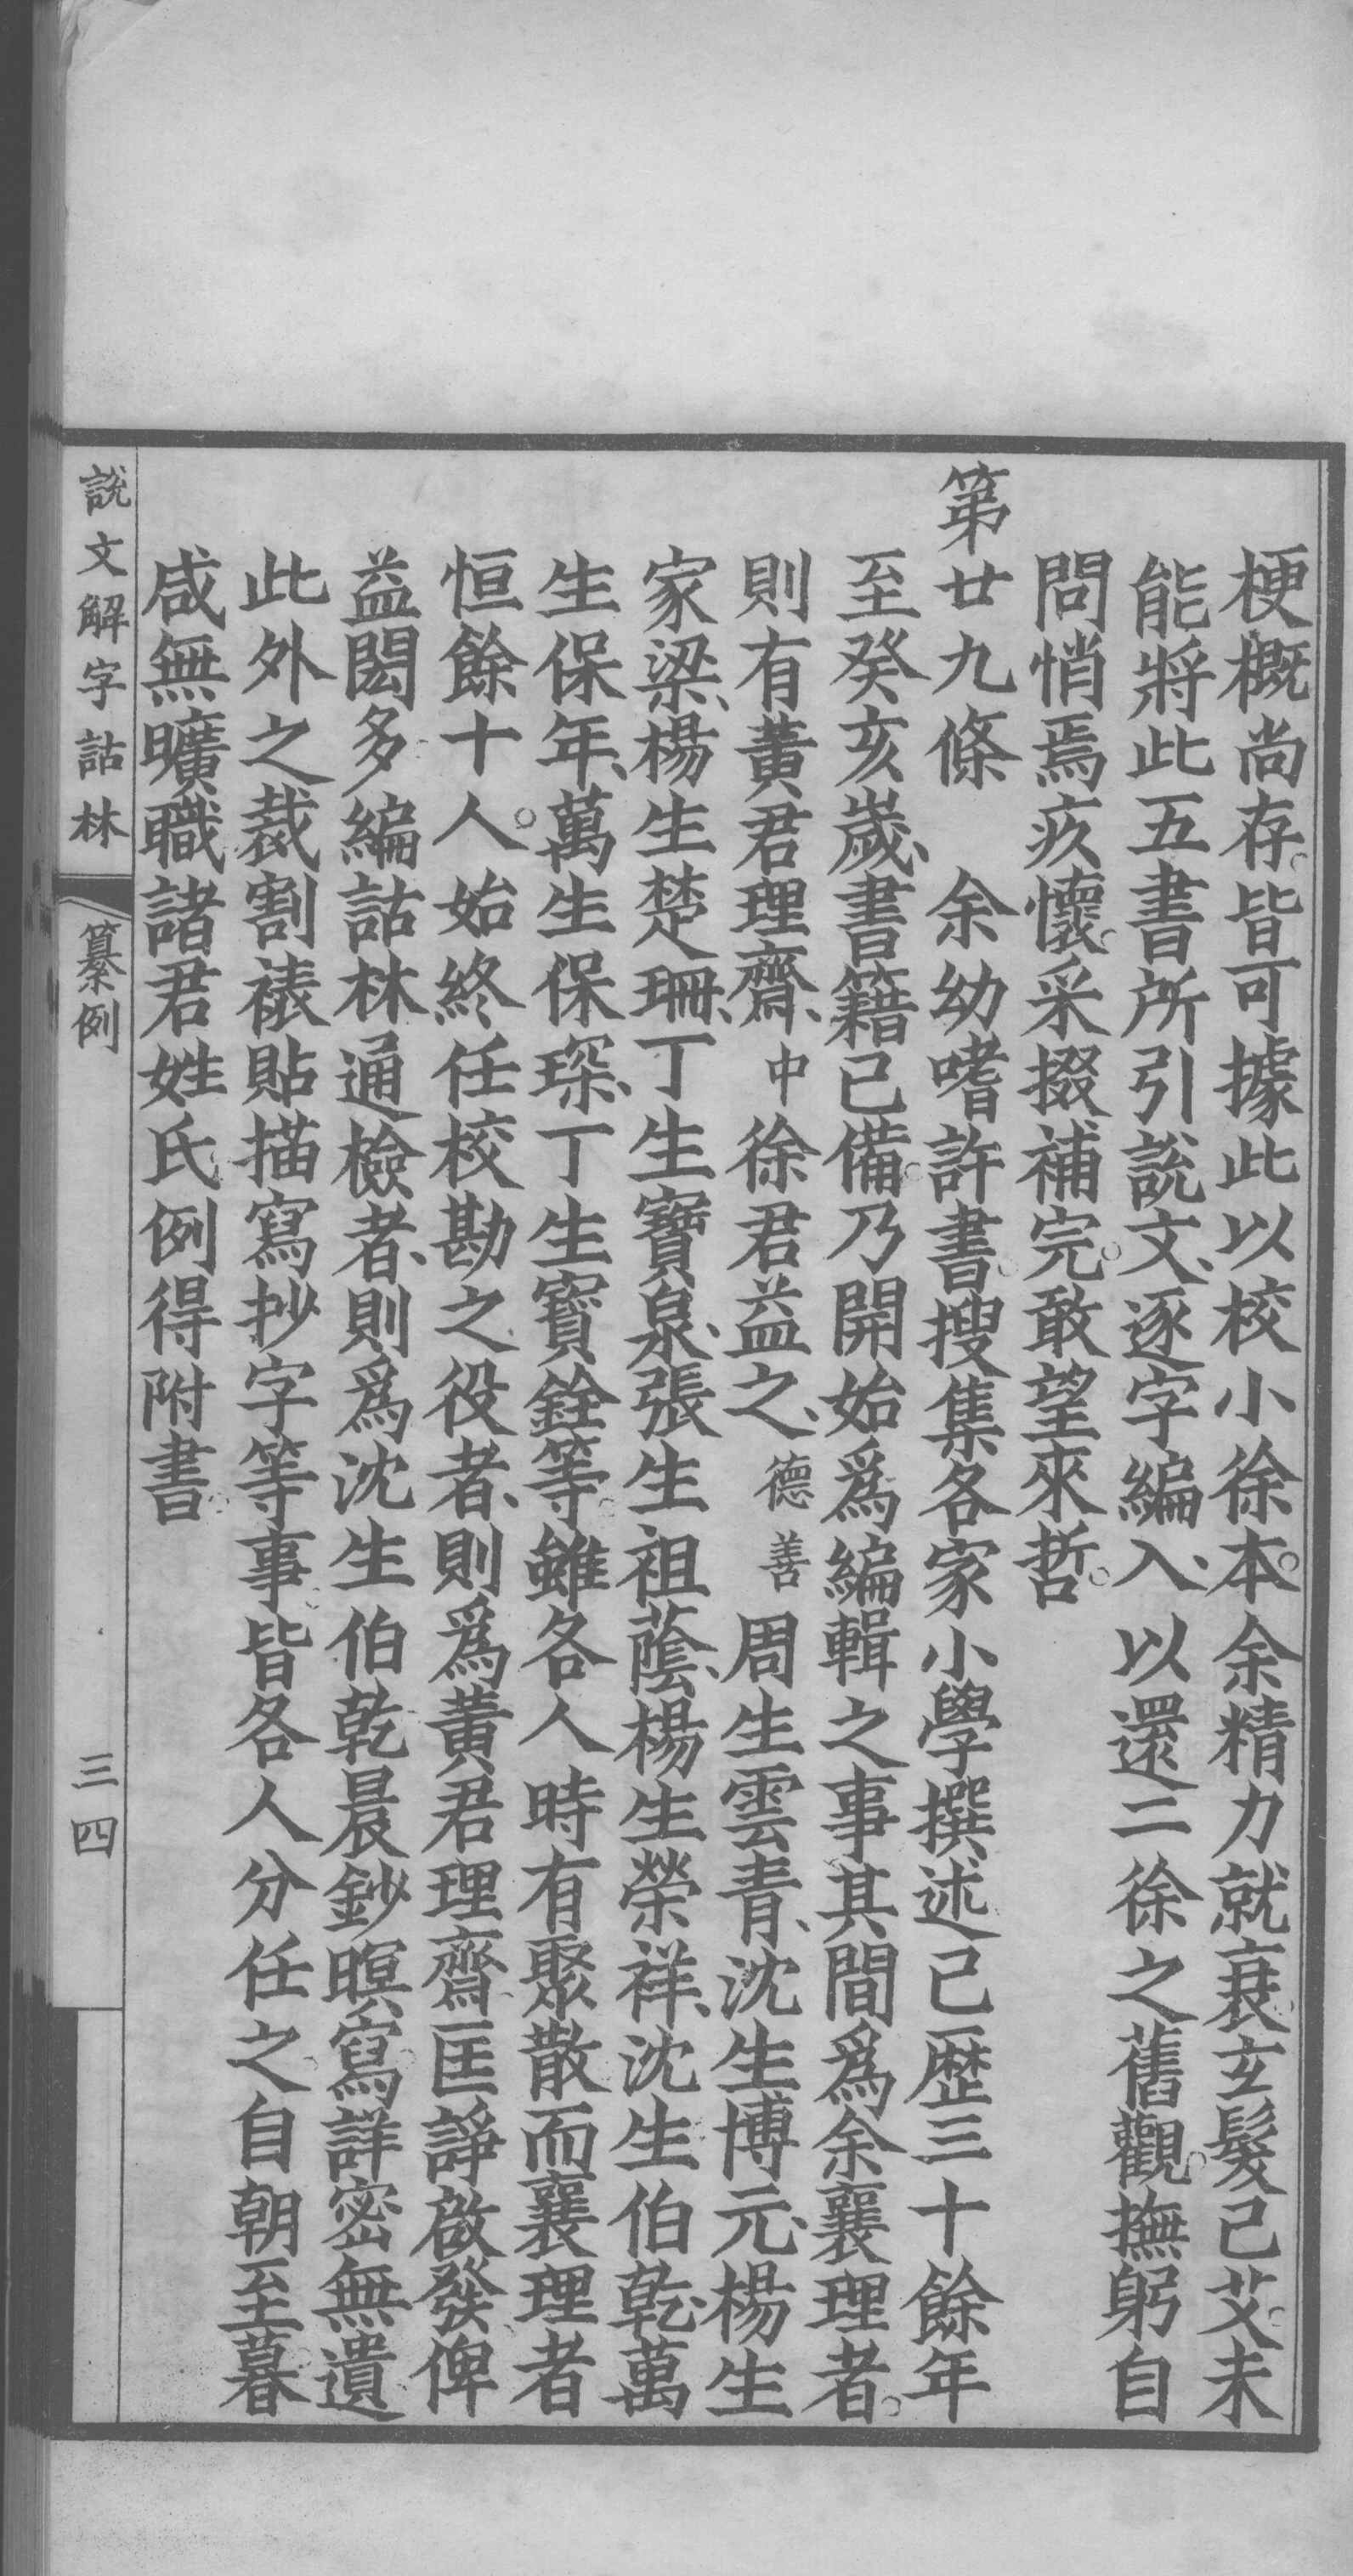 梗概尚存。皆可據此以校小徐本。余精力就衰。玄髮已艾。未
能將此五書所引說文、逐字編入、以還二徐之舊觀。撫躬自
問。悄焉疚懷。采掇補完。敢望來哲。
第廿九條　余幼嗜許書。搜集各家小學撰述。已歷三十餘年
至癸亥歲、書籍已備。乃開始爲編輯之事。其間爲余襄理者。
則有黃君理齋、中徐君益之、德善周生雲青、沈生博元、楊生
家梁、楊生楚珊、丁生寶泉、張生祖蔭、楊生榮祥、沈生伯乾、萬
生保年、萬生保琛、丁生寶銓等。雖各人時有聚散。而襄理者
恒餘十人。始終任校勘之役者、則爲黃君理齋。匡諍啟發、俾
益閎多。編詁林通檢者、則爲沈生伯乾。晨鈔暝寫。詳密無遺
此外之裁割裱貼描寫抄字等事。皆各人分任之。自朝至暮。
咸無曠職。諸君姓氏。例得附書。
說文解字詁林
纂例
三四